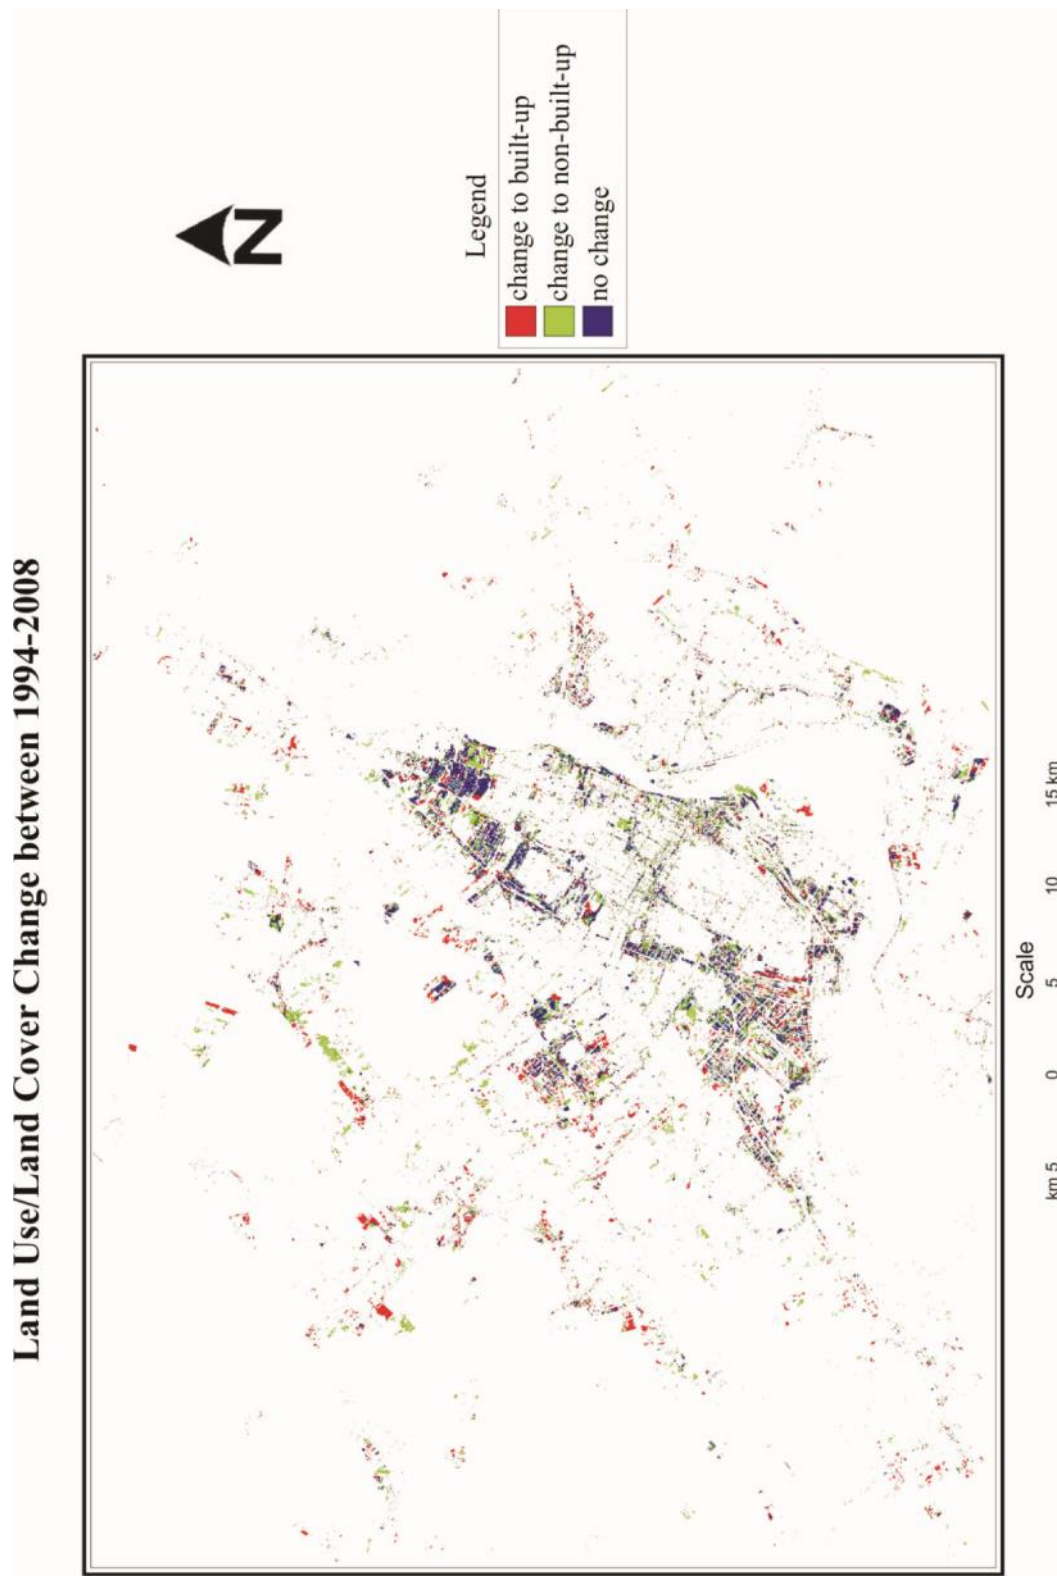 Land Use/Land Cover Change between 1994-2008
N
Legend
change to built-up
change to non-built-up
no change
km 5 0 5 10 15 km
Scale